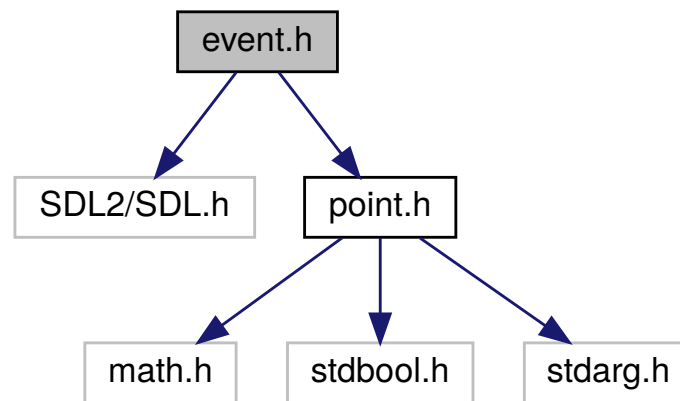 event.h
SDL2/SDL.h
point.h
math.h
stdbool.h
stdarg.h